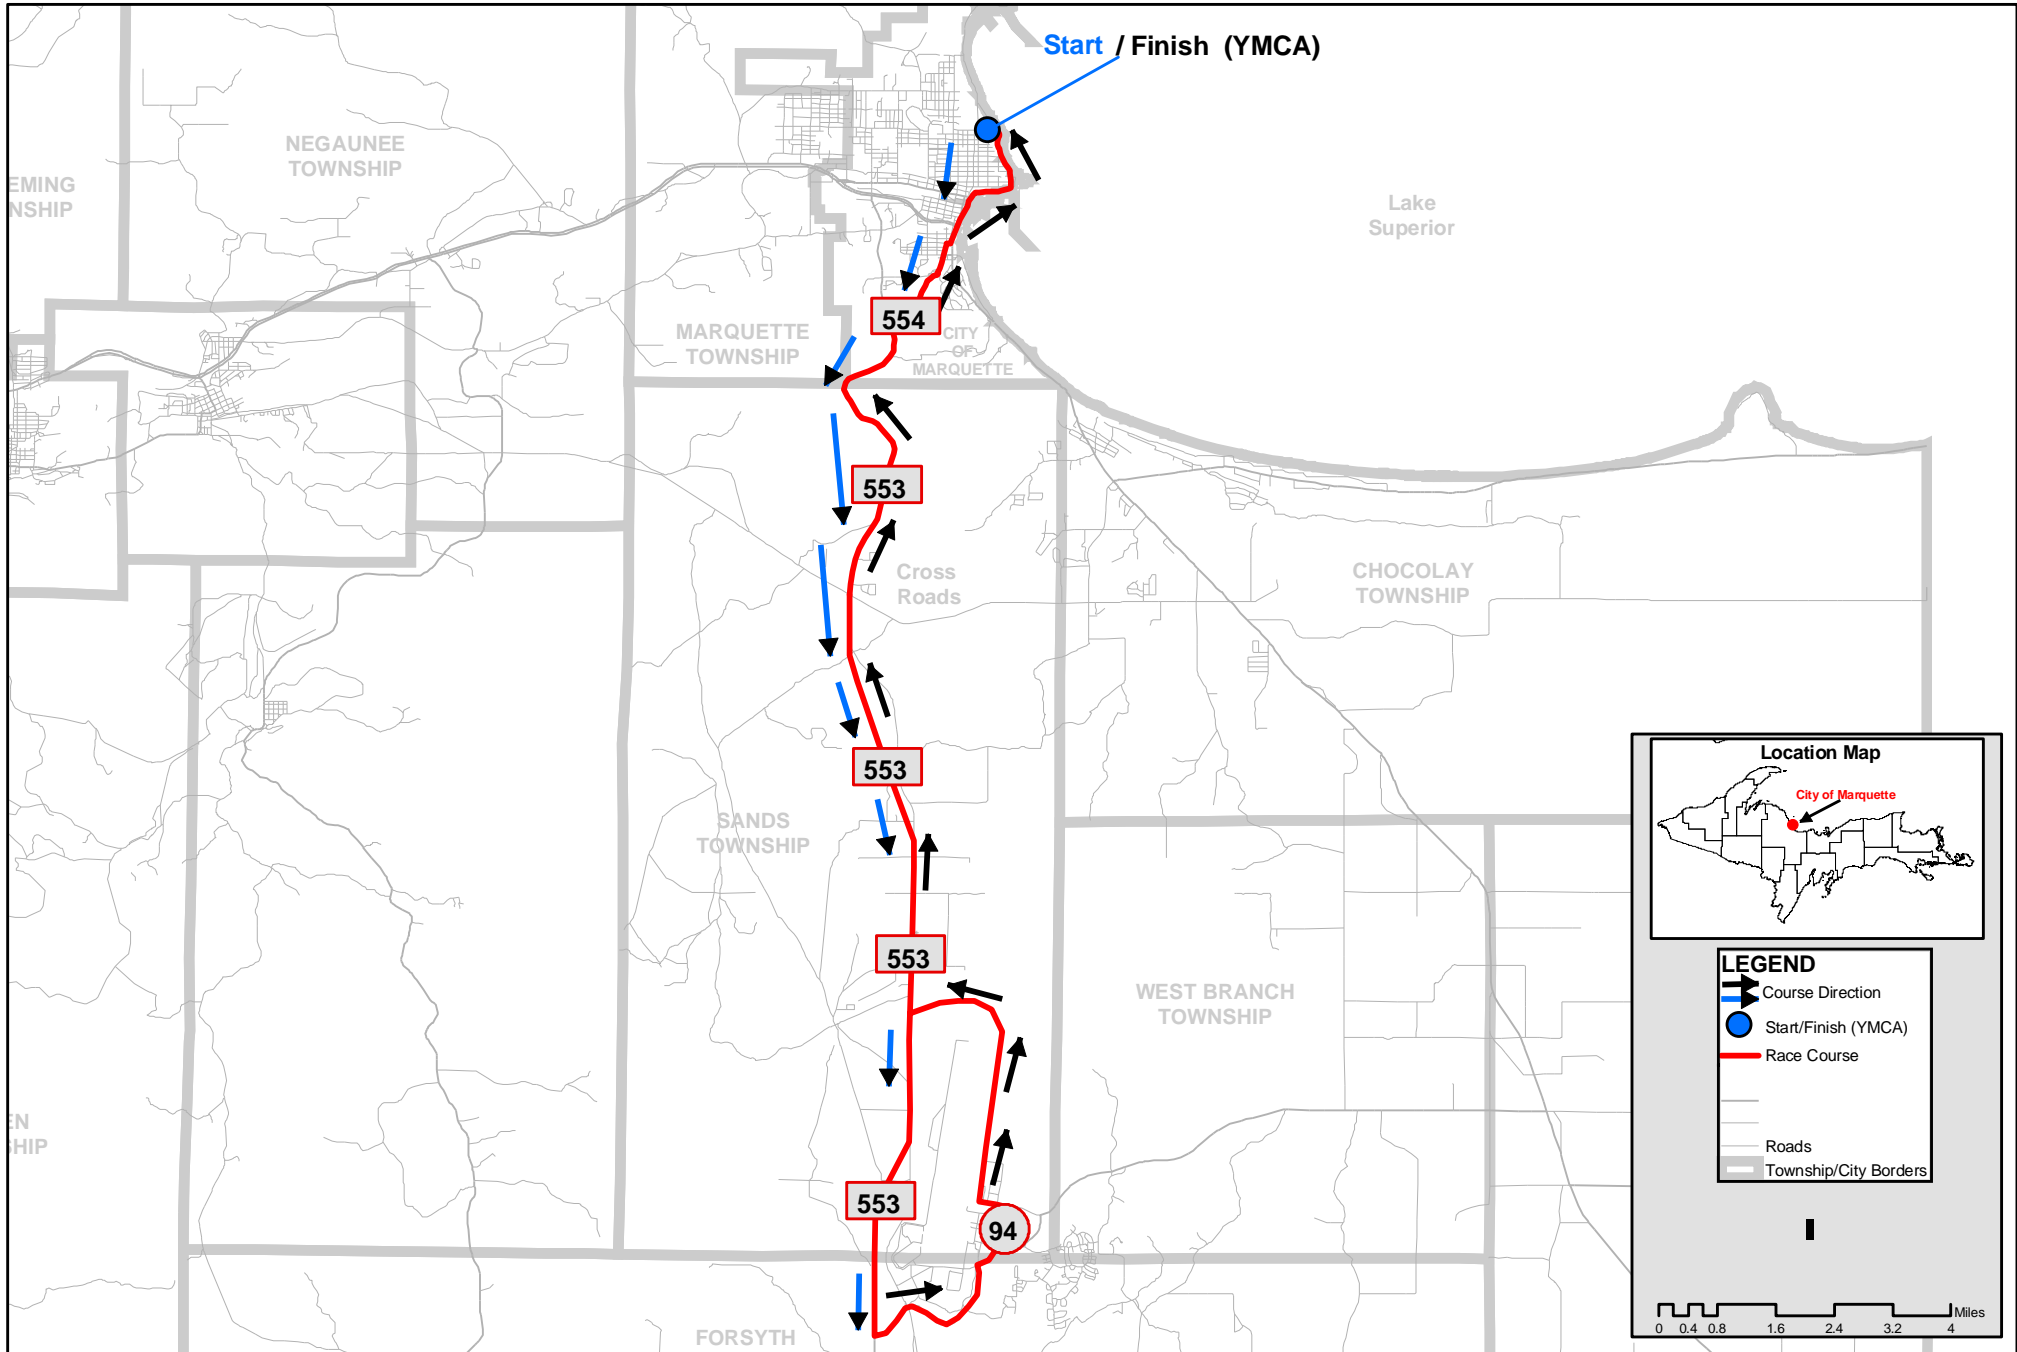 Start / Finish (YMCA)
NEGAUNEE
TOWNSHIP
EMING
NSHIP
Lake
Superior
554
MARQUETTE
TOWNSHIP
CITY
OF
MARQUETTE
553
Cross
Roads
CHOCOLAY
TOWNSHIP
553
SANDS
TOWNSHIP
553
WEST BRANCH
TOWNSHIP
EN
SHIP
553
94
FORSYTH
Location Map
City of Marquette
LEGEND
Course Direction
Start/Finish (YMCA)
Race Course
Roads
Township/City Borders
Miles
0 0.4 0.8 1.6 2.4 3.2 4